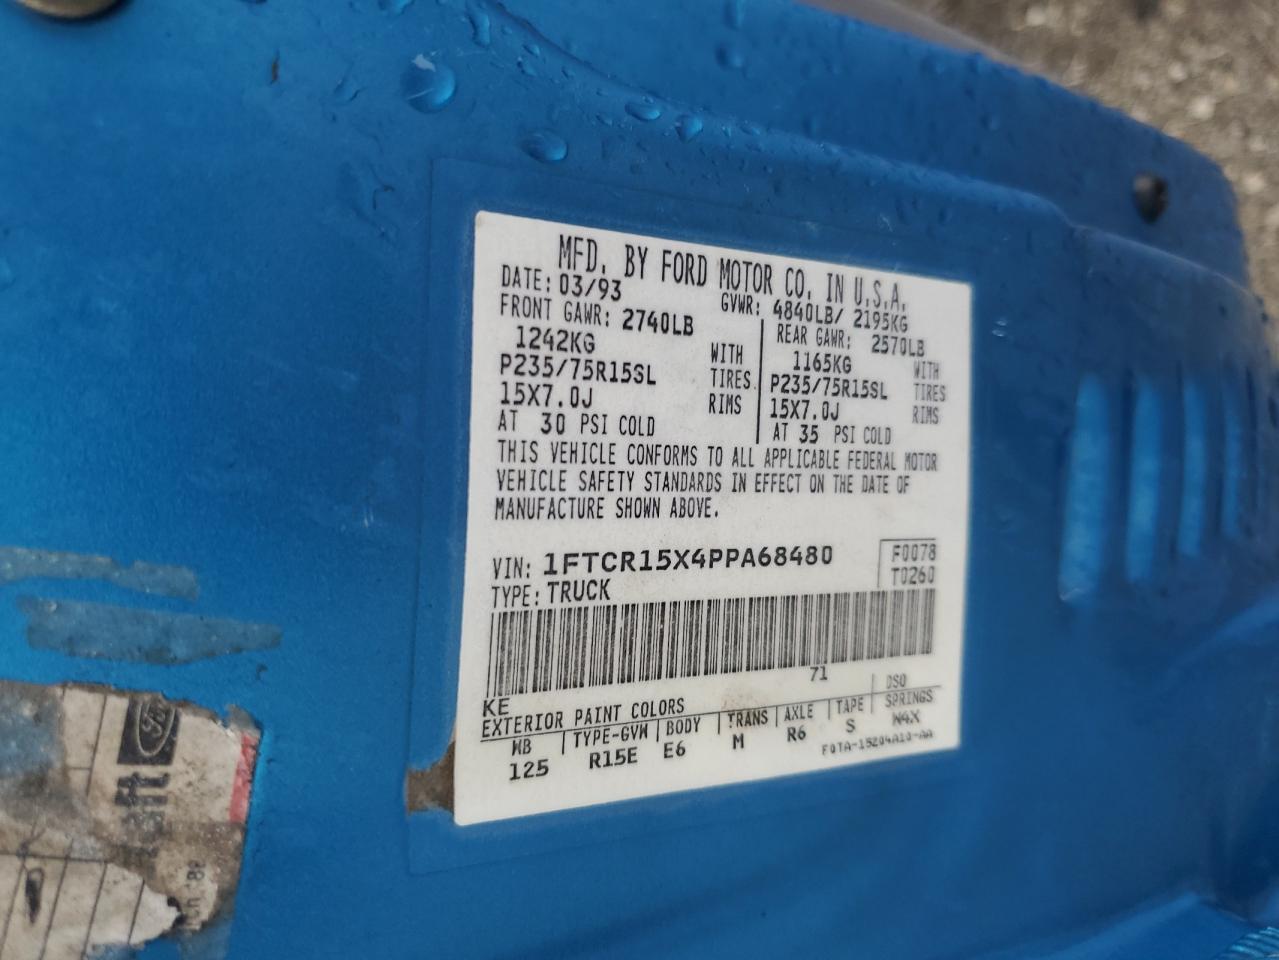 MFD. BY FORD MOTOR CO. IN U.S.A.
DATE: 03/93 GVWR: 4840LB/ 2195KG
FRONT GAWR: 2740LB REAR GAWR: 2570LB
1242KG WITH 1165KG WITH
P235/75R15SL TIRES P235/75R15SL TIRES
15X7.0J RIMS 15X7.0J RIMS
AT 30 PSI COLD AT 35 PSI COLD
THIS VEHICLE CONFORMS TO ALL APPLICABLE FEDERAL MOTOR
VEHICLE SAFETY STANDARDS IN EFFECT ON THE DATE OF
MANUFACTURE SHOWN ABOVE.
VIN: 1FTCR15X4PPA68480 F0078
TYPE: TRUCK T0260
KE 71
EXTERIOR PAINT COLORS DSO
WB TYPE-GVW BODY TRANS AXLE TAPE SPRINGS
125 R15E E6 M R6 S W4X
F0TA-15204A10-AA
Ford